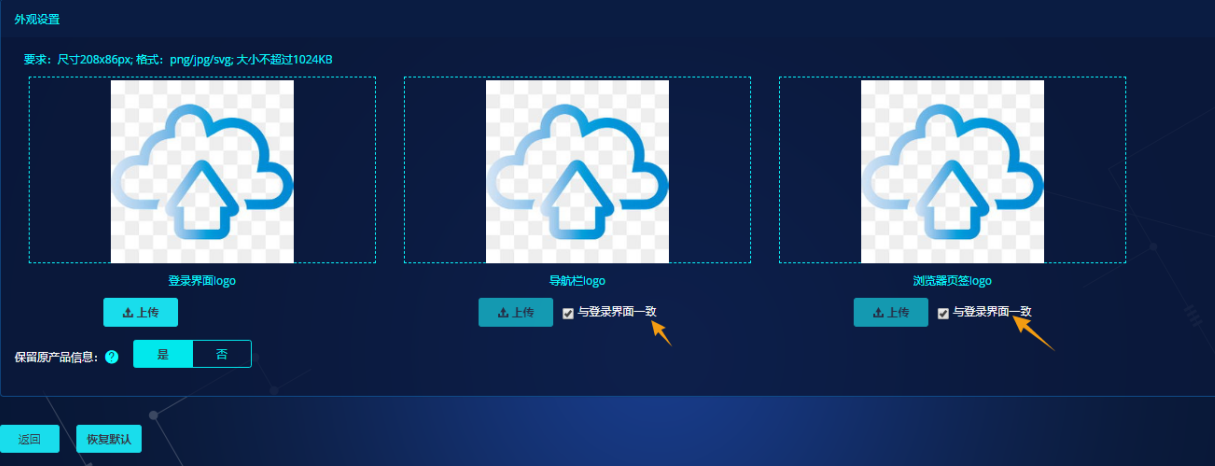 外观设置
要求：尺寸208x86px; 格式：png/jpg/svg; 大小不超过1024KB
登录界面logo 导航栏logo 浏览器页签logo
上传 上传 与登录界面一致 上传 与登录界面一致
保留原产品信息： ? 是 否
返回 恢复默认